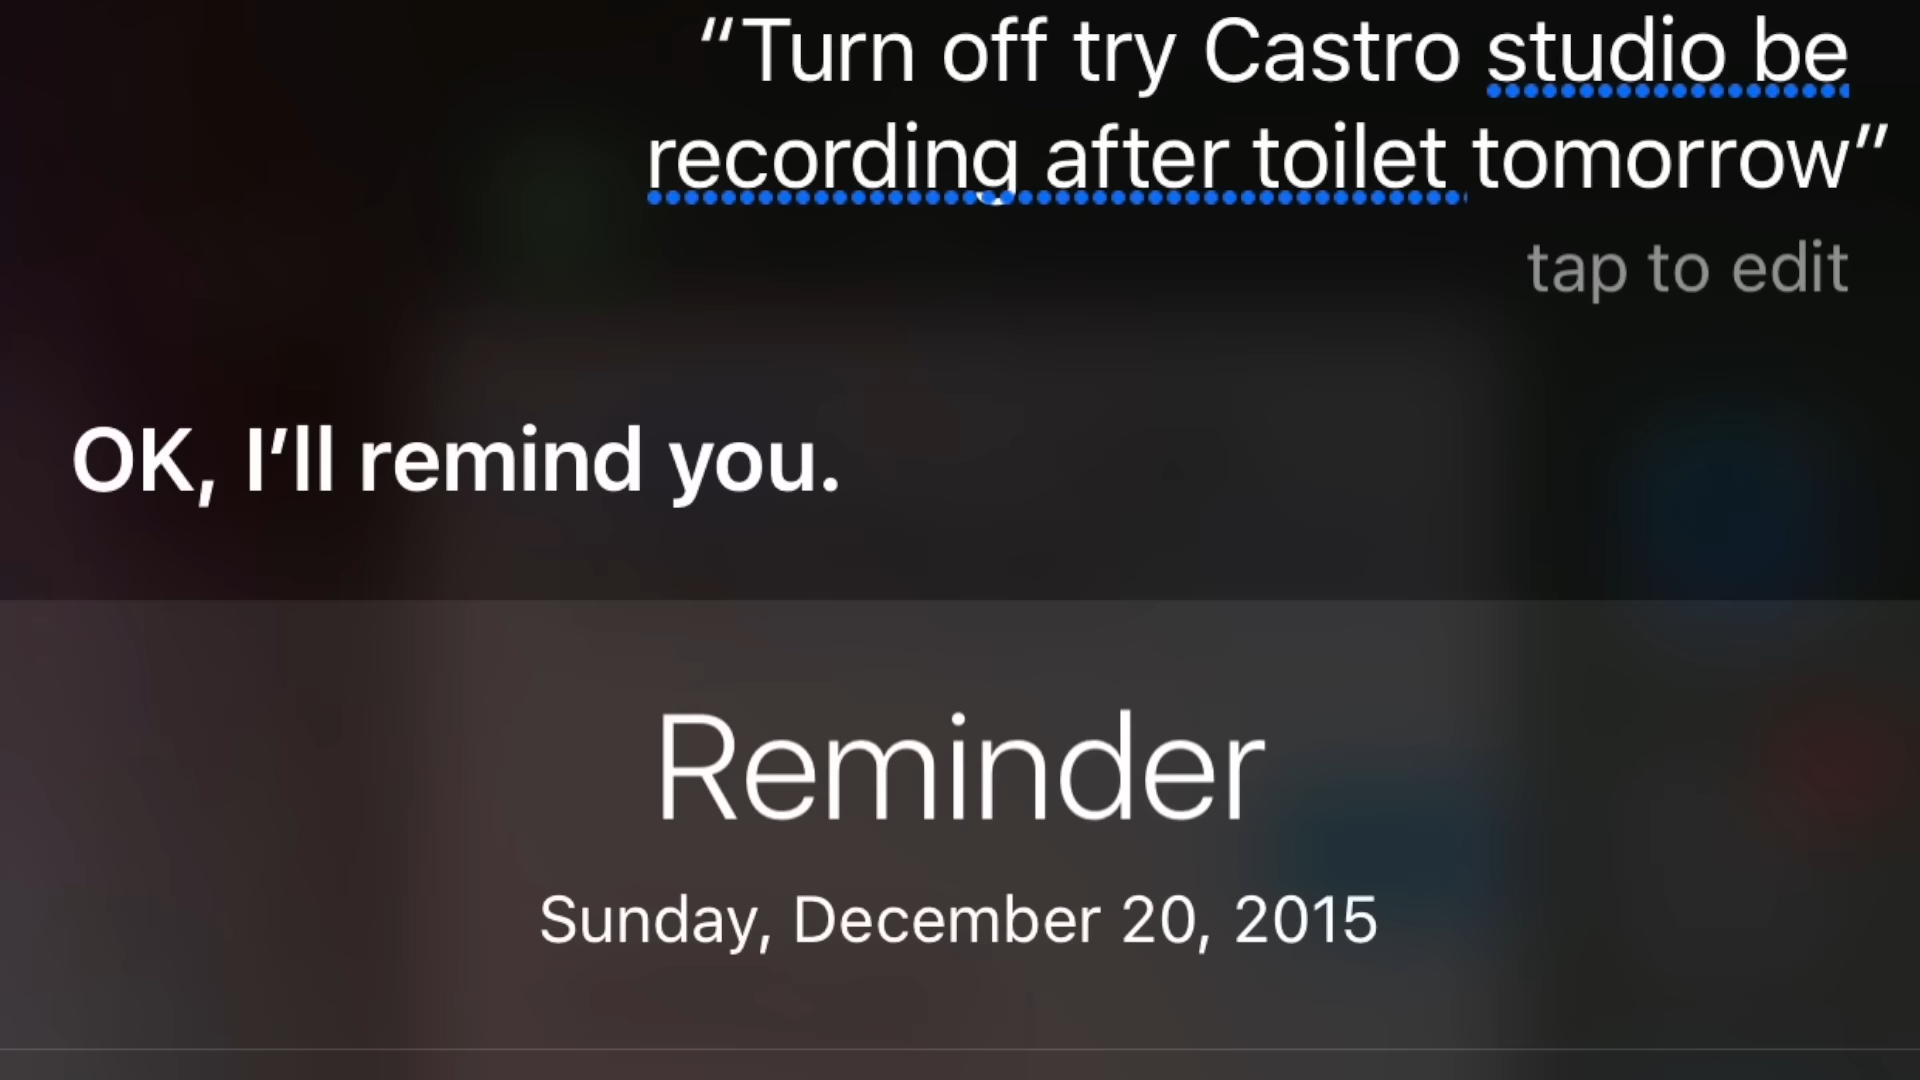 “Turn off try Castro studio be
recording after toilet tomorrow”
tap to edit
OK, I’ll remind you.
Reminder
Sunday, December 20, 2015